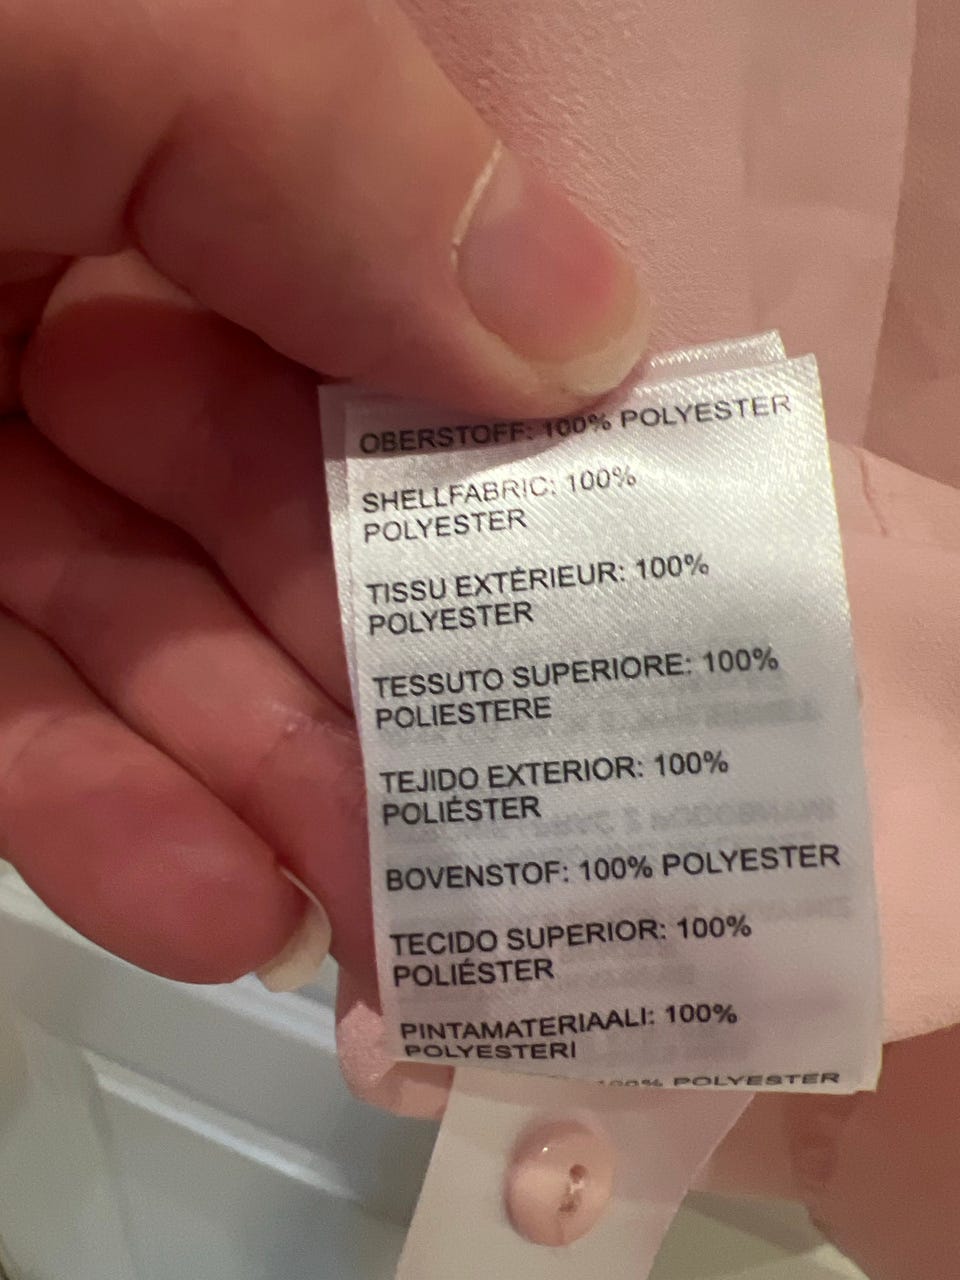 OBERSTOFF: 100% POLYESTER
SHELLFABRIC: 100%
POLYESTER
TISSU EXTÉRIEUR: 100%
POLYESTER
TESSUTO SUPERIORE: 100%
POLIESTERE
TEJIDO EXTERIOR: 100%
POLIÉSTER
BOVENSTOF: 100% POLYESTER
TECIDO SUPERIOR: 100%
POLIÉSTER
PINTAMATERIAALI: 100%
POLYESTERI
100% POLYESTER